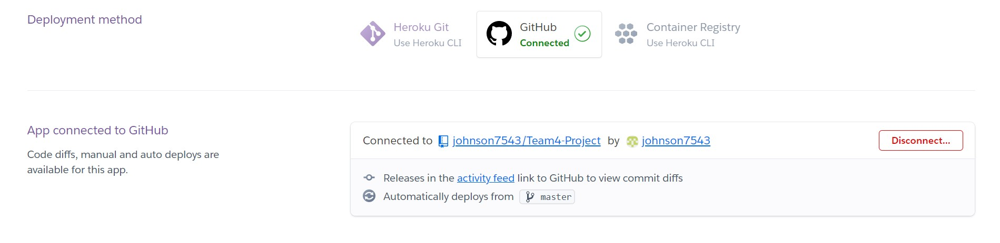 Deployment method
Heroku Git
Use Heroku CLI
GitHub
Connected
Container Registry
Use Heroku CLI
App connected to GitHub
Code diffs, manual and auto deploys are
available for this app.
Connected to johnson7543/Team4-Project by johnson7543
Disconnect...
Releases in the activity feed link to GitHub to view commit diffs
Automatically deploys from master